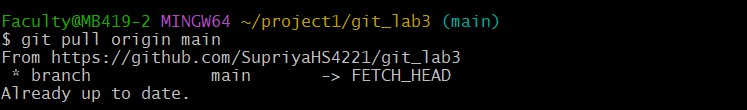 Faculty@MB419-2 MINGW64 ~/project1/git_lab3 (main)
$ git pull origin main
From https://github.com/SupriyaHS4221/git_lab3
 * branch            main       -> FETCH_HEAD
Already up to date.